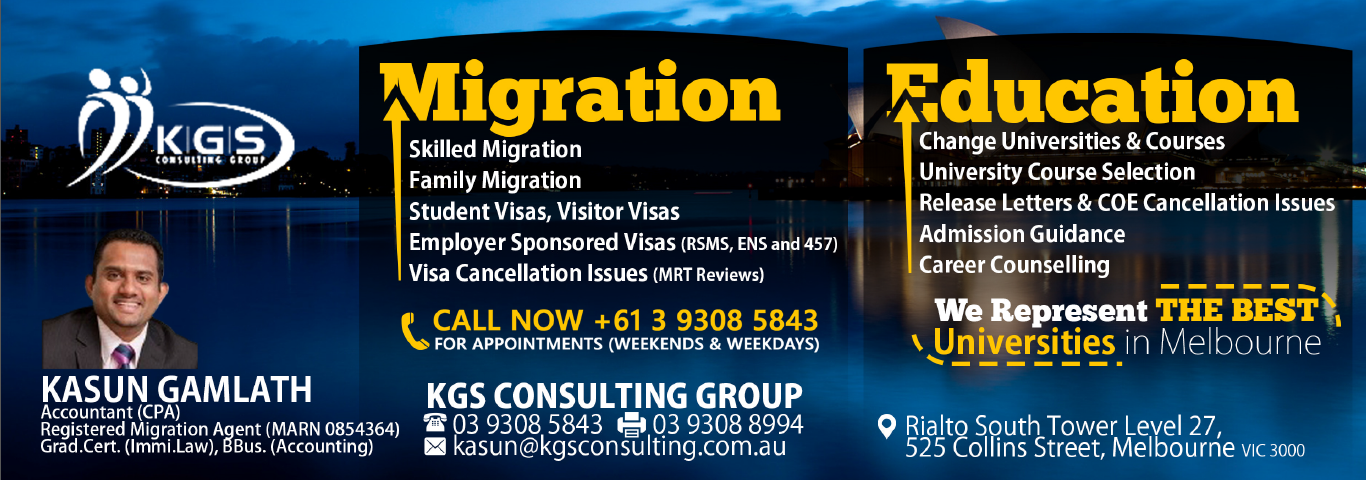 K|G|S
CONSULTING GROUP
KASUN GAMLATH
Accountant (CPA)
Registered Migration Agent (MARN 0854364)
Grad.Cert. (Immi.Law), BBus. (Accounting)
Migration
Skilled Migration
Family Migration
Student Visas, Visitor Visas
Employer Sponsored Visas (RSMS, ENS and 457)
Visa Cancellation Issues (MRT Reviews)
CALL NOW +61 3 9308 5843
FOR APPOINTMENTS (WEEKENDS & WEEKDAYS)
KGS CONSULTING GROUP
03 9308 5843 03 9308 8994
kasun@kgsconsulting.com.au
Education
Change Universities & Courses
University Course Selection
Release Letters & COE Cancellation Issues
Admission Guidance
Career Counselling
We Represent THE BEST
Universities in Melbourne
Rialto South Tower Level 27,
525 Collins Street, Melbourne VIC 3000